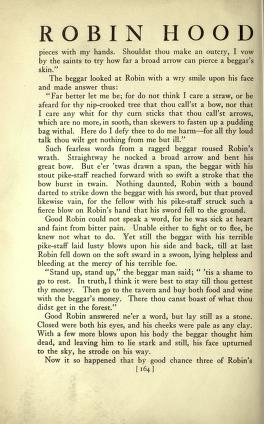 ROBIN HOOD
pieces with my hands. Shouldst thou make an outcry, I vow
by the saints to try how far a broad arrow can pierce a beggar's
skin."
The beggar looked at Robin with a wry smile upon his face
and made answer thus:
"Far better let me be; for do not think I care a straw, or be
afeard for thy nip-crooked tree that thou call'st a bow, nor that
I care any whit for thy curn sticks that thou call'st arrows,
which are no more, in sooth, than skewers to fasten up a pudding
bag withal. Here do I defy thee to do me harm—for all thy loud
talk thou wilt get nothing from me but ill."
Such fearless words from a ragged beggar roused Robin's
wrath. Straightway he nocked a broad arrow and bent his
great bow. But e'er 'twas drawn a span, the beggar with his
stout pike-staff reached forward with so swift a stroke that the
bow burst in twain. Nothing daunted, Robin with a bound
darted to strike down the beggar with his sword, but that proved
likewise vain, for the fellow with his pike-staff struck such a
fierce blow on Robin's hand that his sword fell to the ground.
Good Robin could not speak a word, for he was sick at heart
and faint from bitter pain. Unable either to fight or to flee, he
knew not what to do. Yet still the beggar with his terrible
pike-staff laid lusty blows upon his side and back, till at last
Robin fell down on the soft sward in a swoon, lying helpless and
bleeding at the mercy of his terrible foe.
"Stand up, stand up," the beggar man said; " 'tis a shame to
go to rest. In truth, I think it were best to stay till thou gettest
thy money. Then go to the tavern and buy both food and wine
with the beggar's money. There thou canst boast of what thou
didst get in the forest."
Good Robin answered ne'er a word, but lay still as a stone.
Closed were both his eyes, and his cheeks were pale as any clay.
With a few more blows upon his body the beggar thought him
dead, and leaving him to lie stark and still, his face upturned
to the sky, he strode on his way.
Now it so happened that by good chance three of Robin's
[ 164 ]